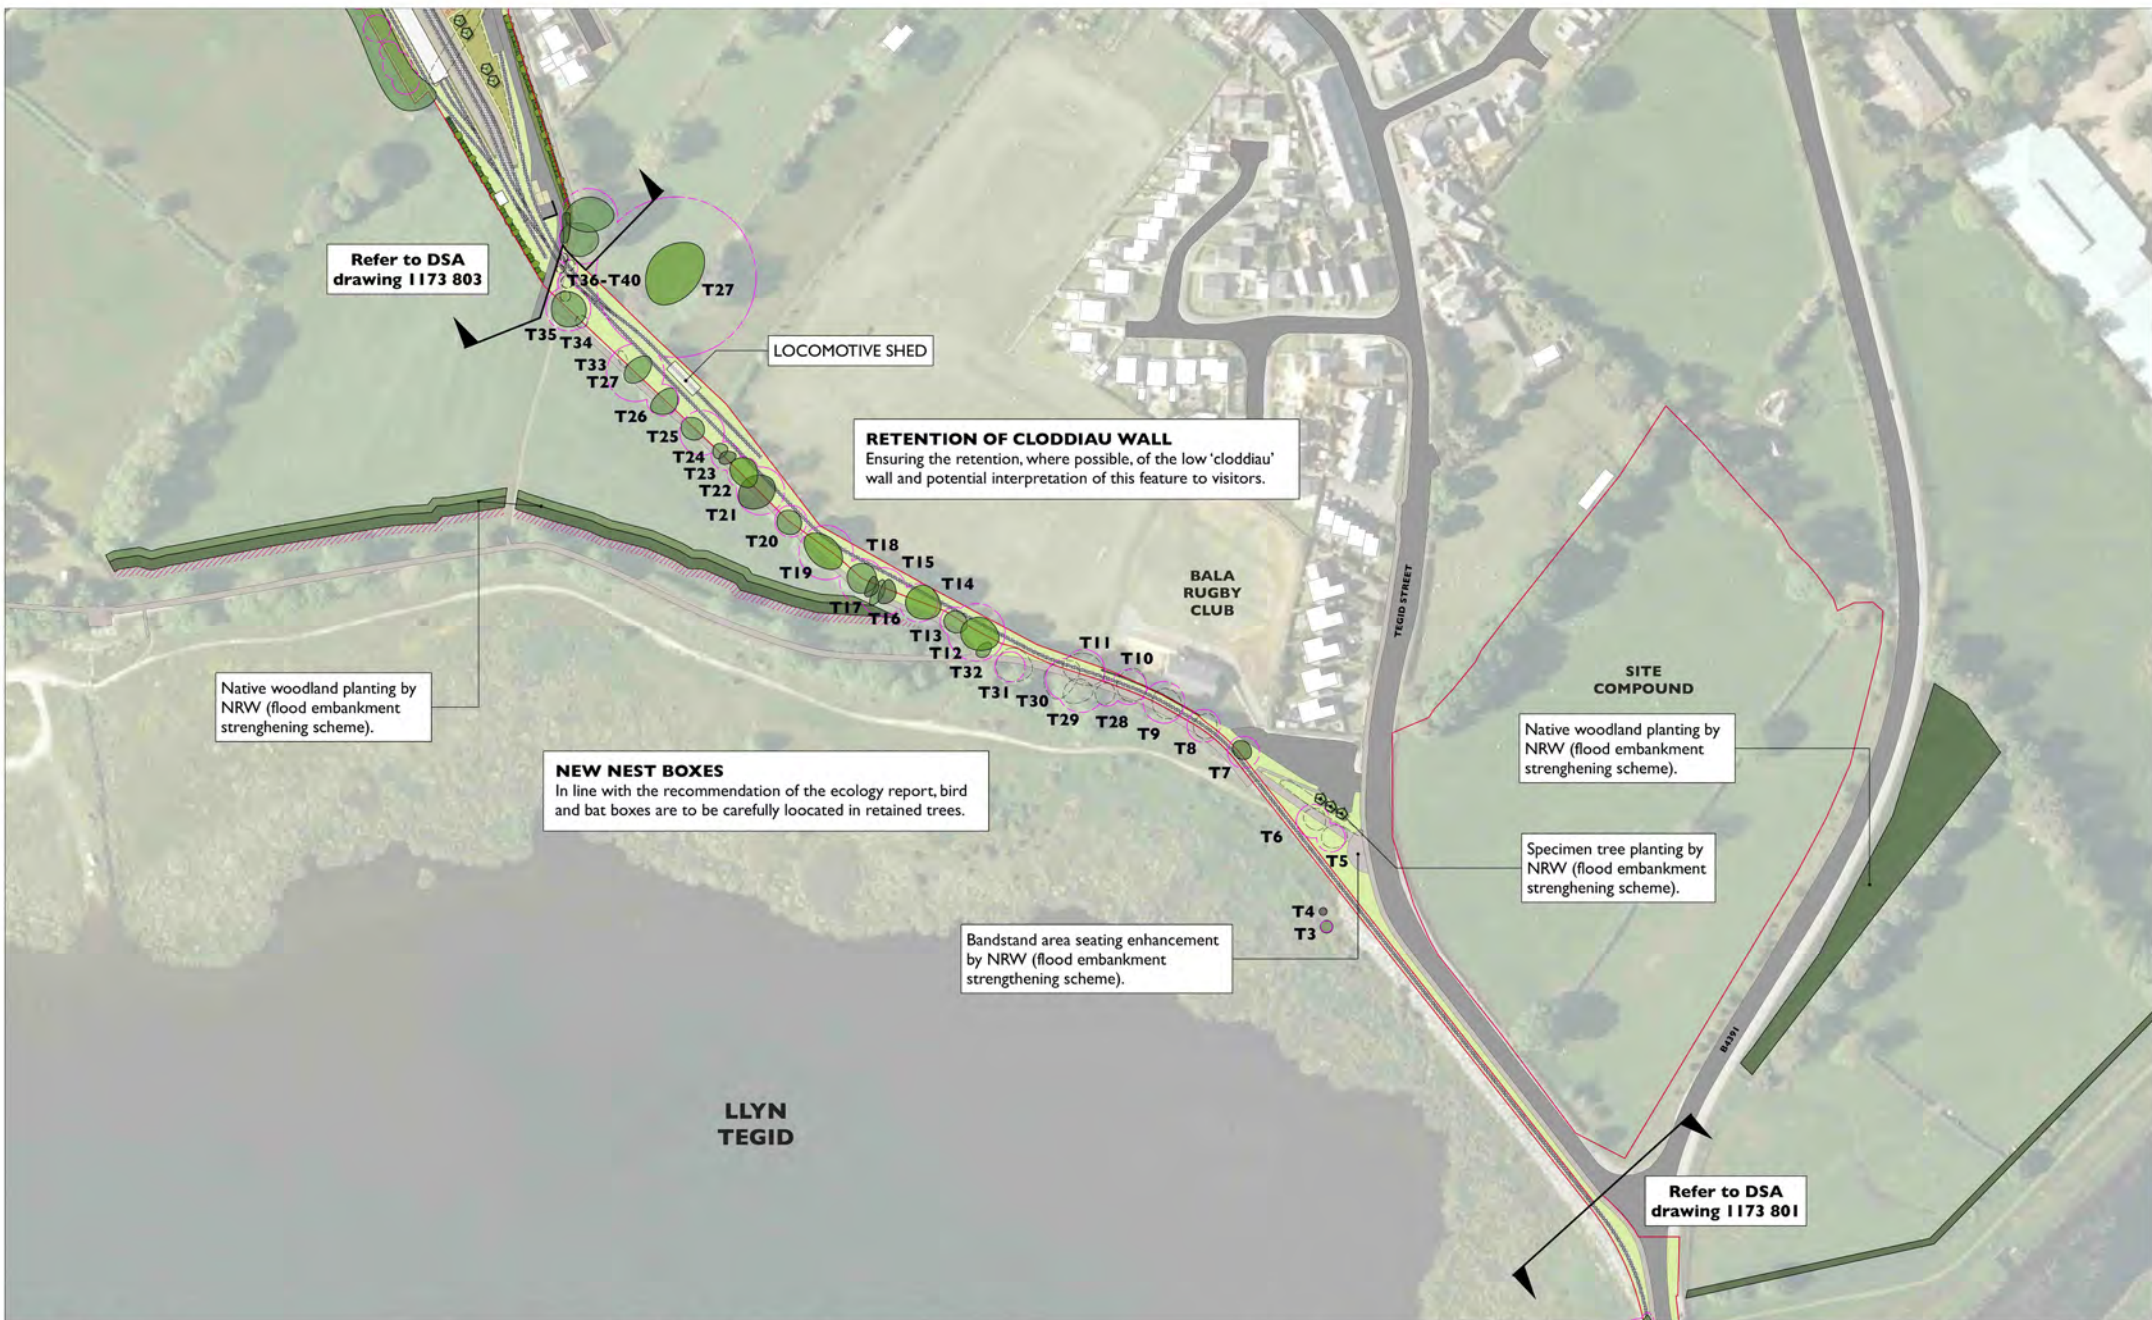 Refer to DSA
drawing 1173 803
T36-T40
T27
T35
T34
T33
T27
LOCOMOTIVE SHED
T26
T25
T24
T23
T22
T21
T20
T19
T18
T15
T14
T17
T16
T13
T12
T32
T31
T30
T29
T28
T11
T10
T9
T8
T7
T6
T5
T4
T3
RETENTION OF CLODDIAU WALL
Ensuring the retention, where possible, of the low ‘cloddiau’
wall and potential interpretation of this feature to visitors.
BALA
RUGBY
CLUB
TEGID STREET
SITE
COMPOUND
Native woodland planting by
NRW (flood embankment
strenghening scheme).
NEW NEST BOXES
In line with the recommendation of the ecology report, bird
and bat boxes are to be carefully loocated in retained trees.
Native woodland planting by
NRW (flood embankment
strenghening scheme).
Specimen tree planting by
NRW (flood embankment
strenghening scheme).
Bandstand area seating enhancement
by NRW (flood embankment
strengthening scheme).
B4391
LLYN
TEGID
Refer to DSA
drawing 1173 801